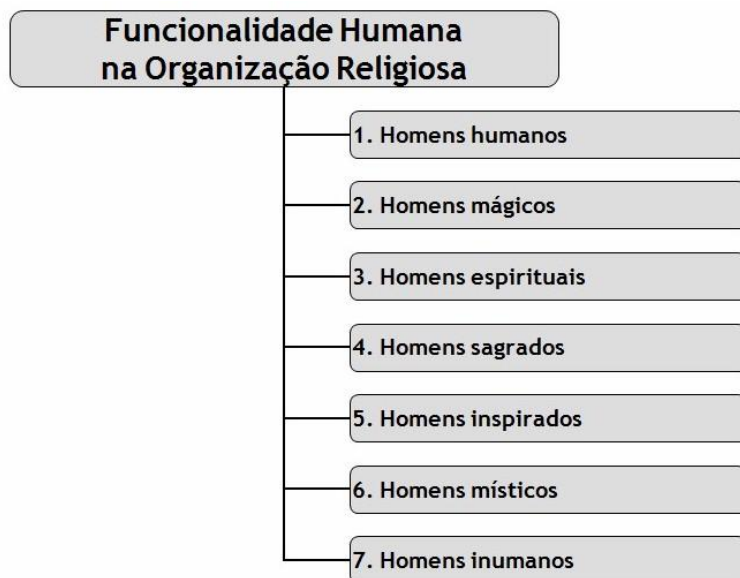 Funcionalidade Humana
na Organização Religiosa
1. Homens humanos
2. Homens mágicos
3. Homens espirituais
4. Homens sagrados
5. Homens inspirados
6. Homens místicos
7. Homens inumanos